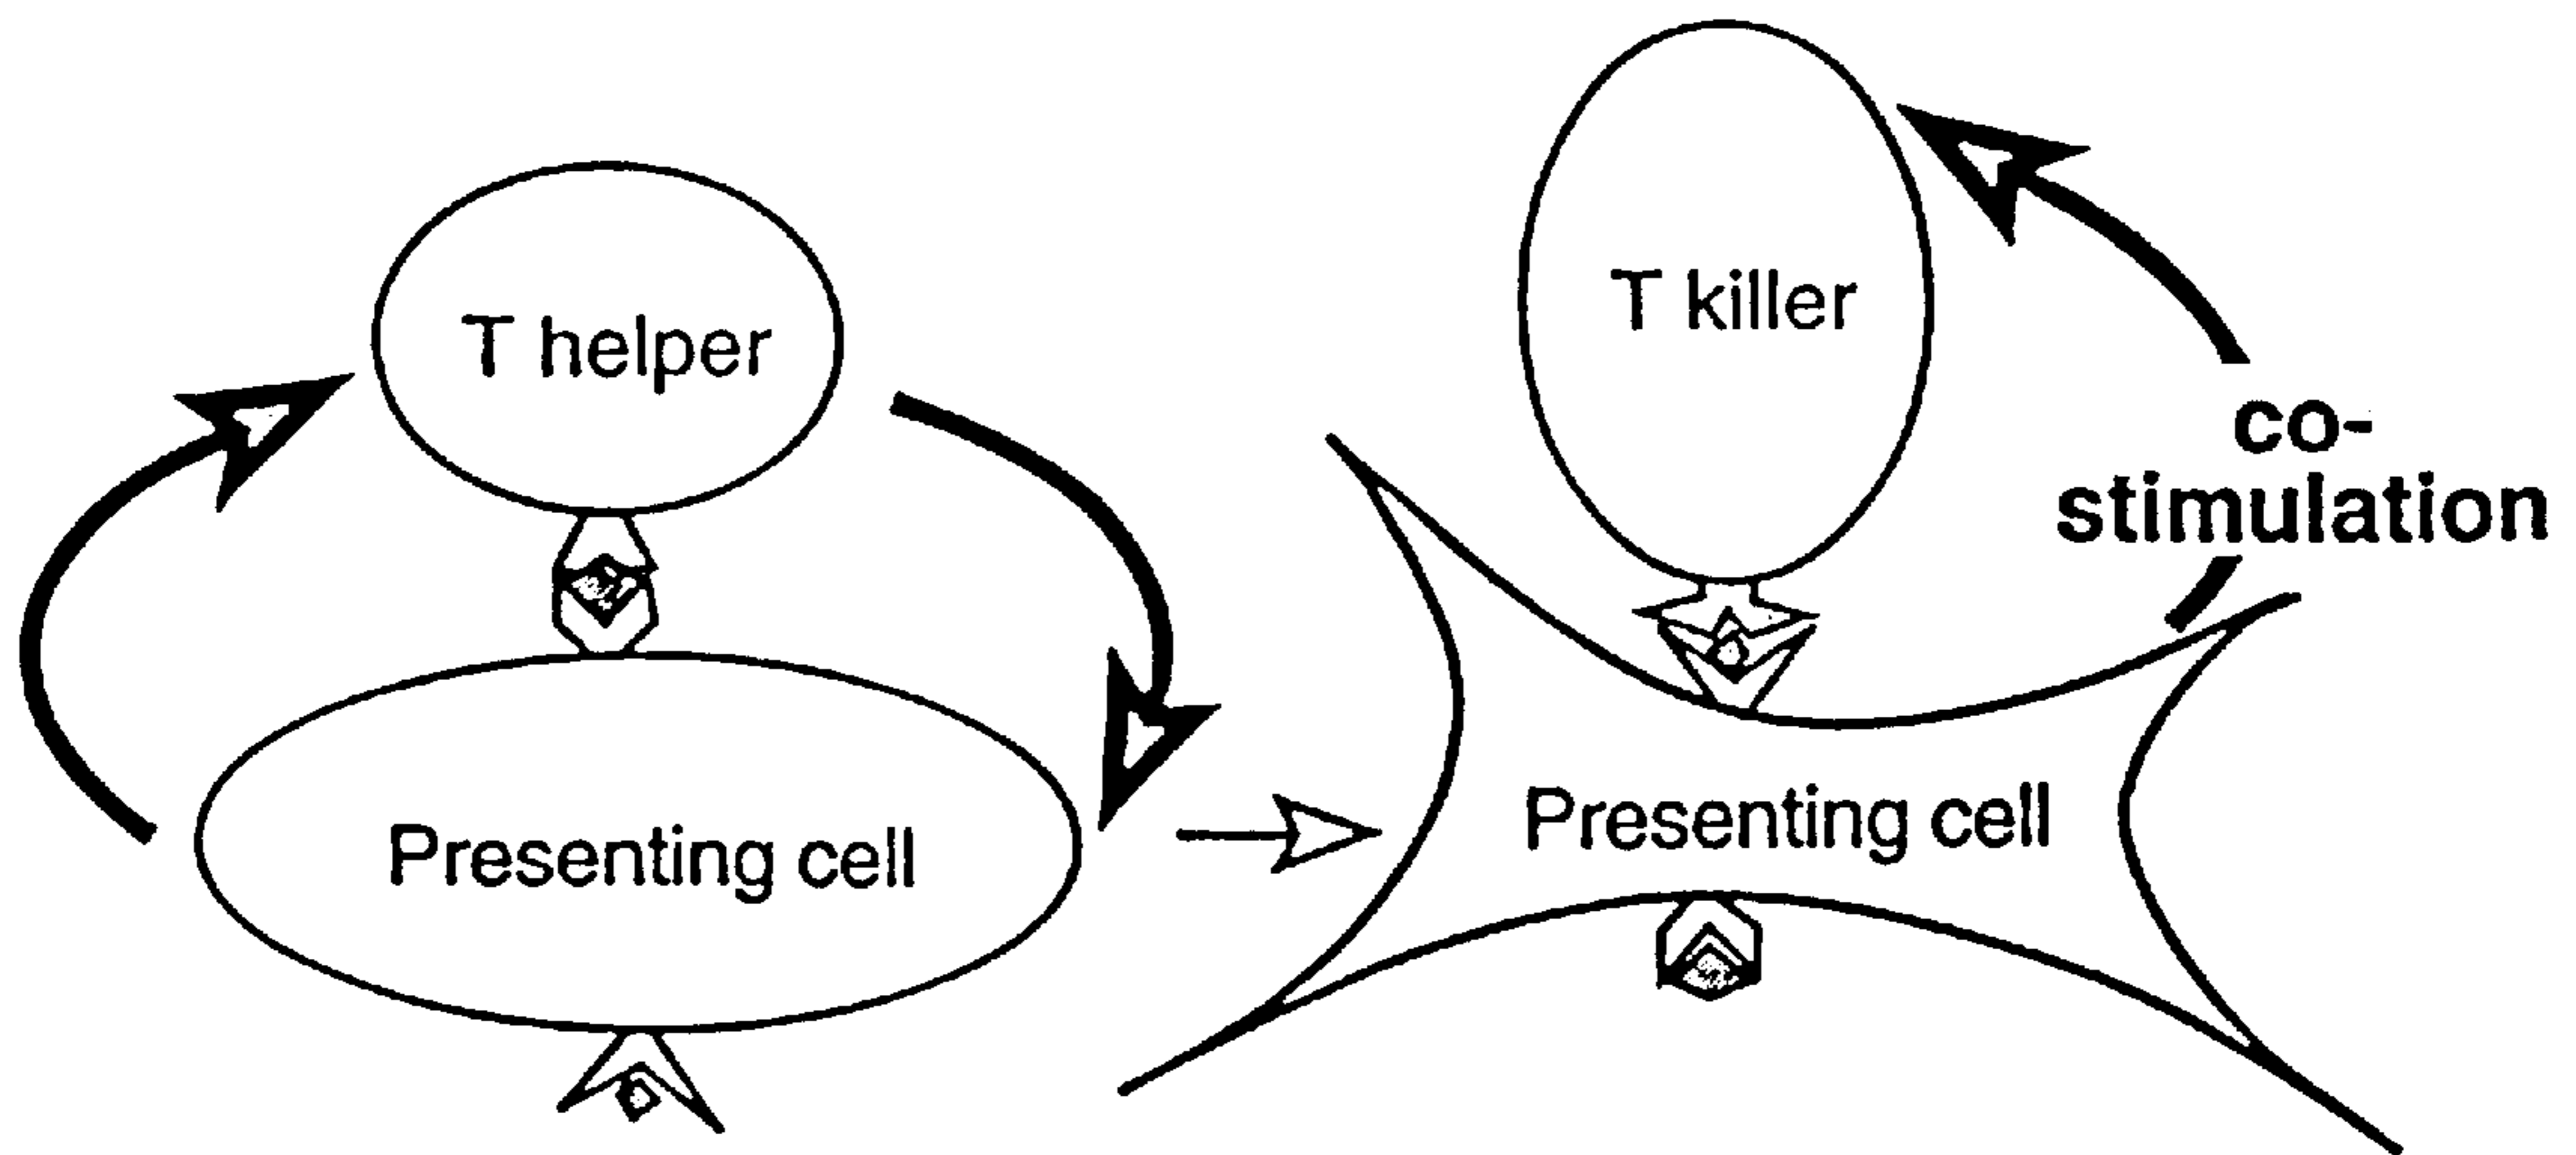 T helper
Presenting cell
T killer
co-
stimulation
Presenting cell